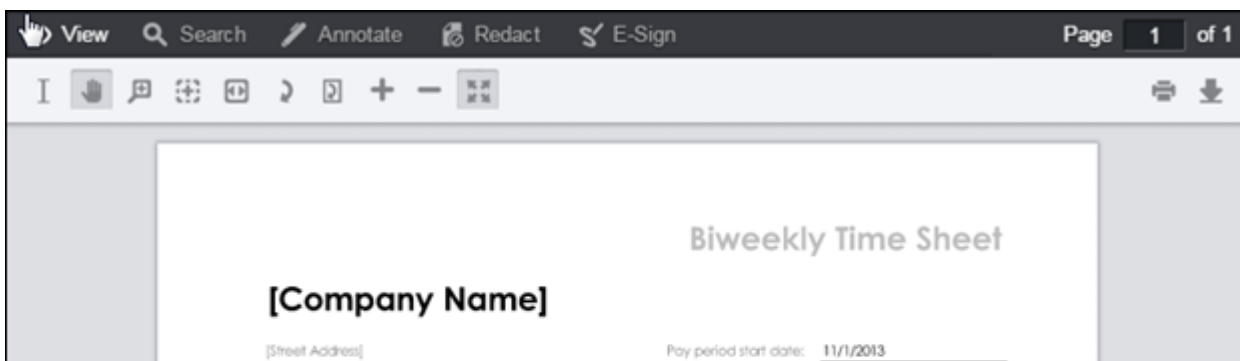 View Search Annotate Redact E-Sign Page 1 of 1
Biweekly Time Sheet
[Company Name]
[Street Address] Pay period start date: 11/1/2013